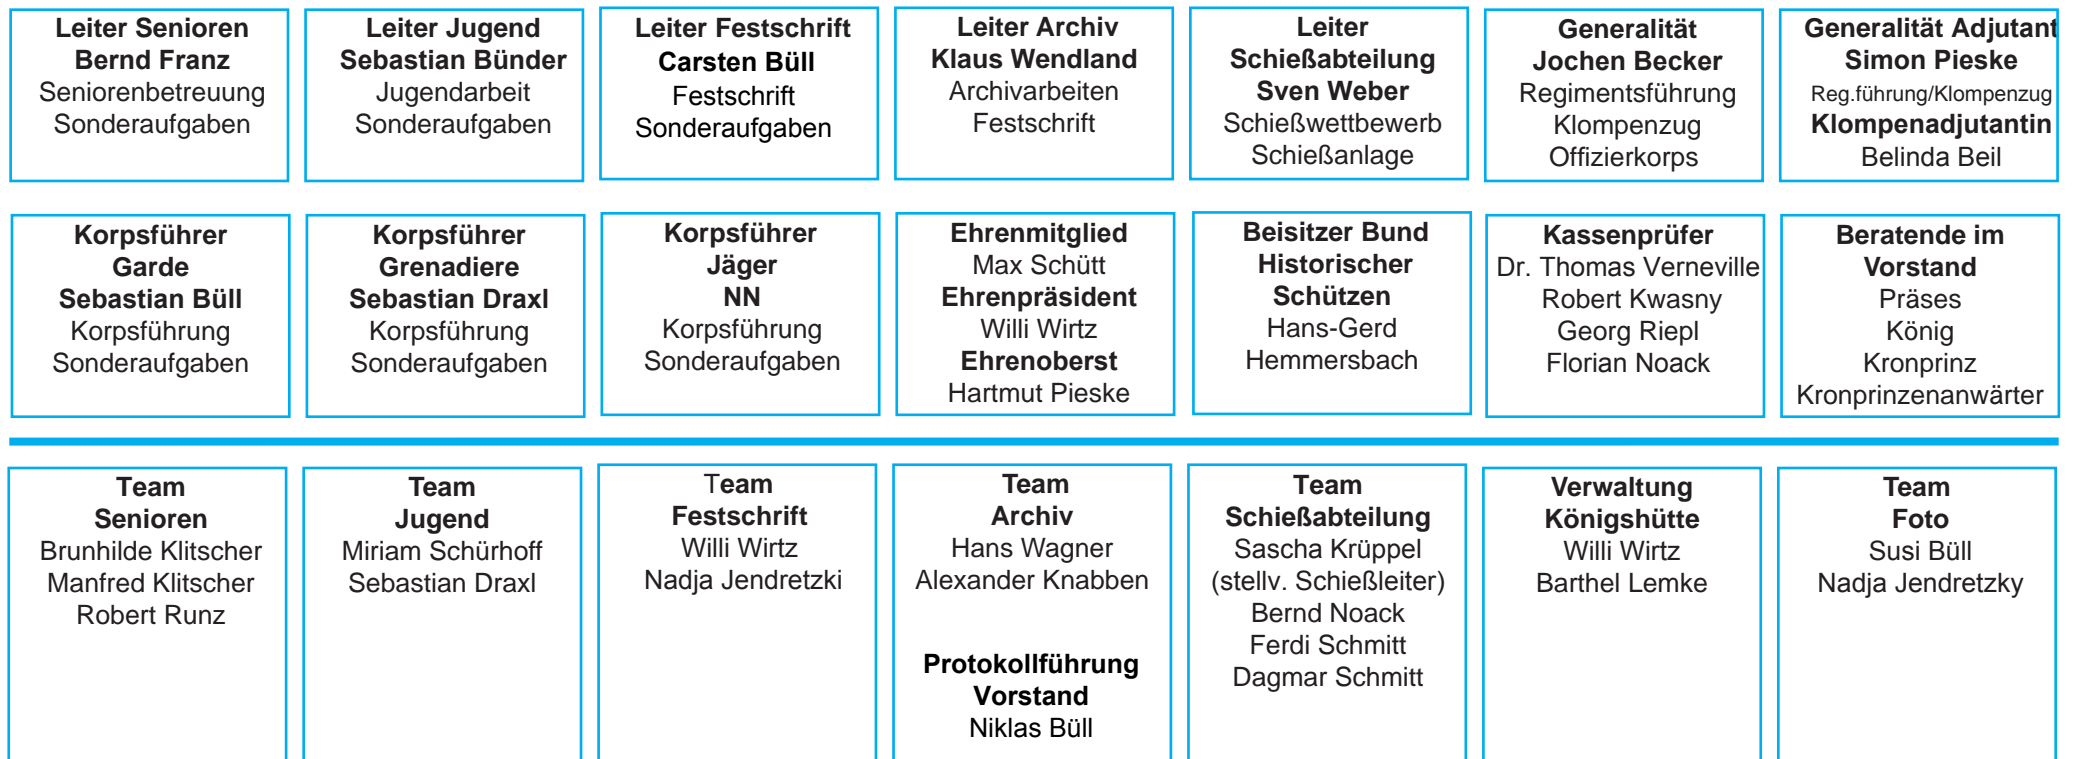 Leiter Senioren
Bernd Franz
Seniorenbetreuung
Sonderaufgaben
Leiter Jugend
Sebastian Bünder
Jugendarbeit
Sonderaufgaben
Leiter Festschrift
Carsten Büll
Festschrift
Sonderaufgaben
Leiter Archiv
Klaus Wendland
Archivarbeiten
Festschrift
Leiter
Schießabteilung
Sven Weber
Schießwettbewerb
Schießanlage
Generalität
Jochen Becker
Regimentsführung
Klompenzug
Offizierkorps
Generalität Adjutant
Simon Pieske
Reg.führung/Klompenzug
Klompenadjutantin
Belinda Beil
Korpsführer
Garde
Sebastian Büll
Korpsführung
Sonderaufgaben
Korpsführer
Grenadiere
Sebastian Draxl
Korpsführung
Sonderaufgaben
Korpsführer
Jäger
NN
Korpsführung
Sonderaufgaben
Ehrenmitglied
Max Schütt
Ehrenpräsident
Willi Wirtz
Ehrenoberst
Hartmut Pieske
Beisitzer Bund
Historischer
Schützen
Hans-Gerd
Hemmersbach
Kassenprüfer
Dr. Thomas Verneville
Robert Kwasny
Georg Riepl
Florian Noack
Beratende im
Vorstand
Präses
König
Kronprinz
Kronprinzenanwärter
Team
Senioren
Brunhilde Klitscher
Manfred Klitscher
Robert Runz
Team
Jugend
Miriam Schürhoff
Sebastian Draxl
Team
Festschrift
Willi Wirtz
Nadja Jendretzki
Team
Archiv
Hans Wagner
Alexander Knabben
Protokollführung
Vorstand
Niklas Büll
Team
Schießabteilung
Sascha Krüppel
(stellv. Schießleiter)
Bernd Noack
Ferdi Schmitt
Dagmar Schmitt
Verwaltung
Königshütte
Willi Wirtz
Barthel Lemke
Team
Foto
Susi Büll
Nadja Jendretzky